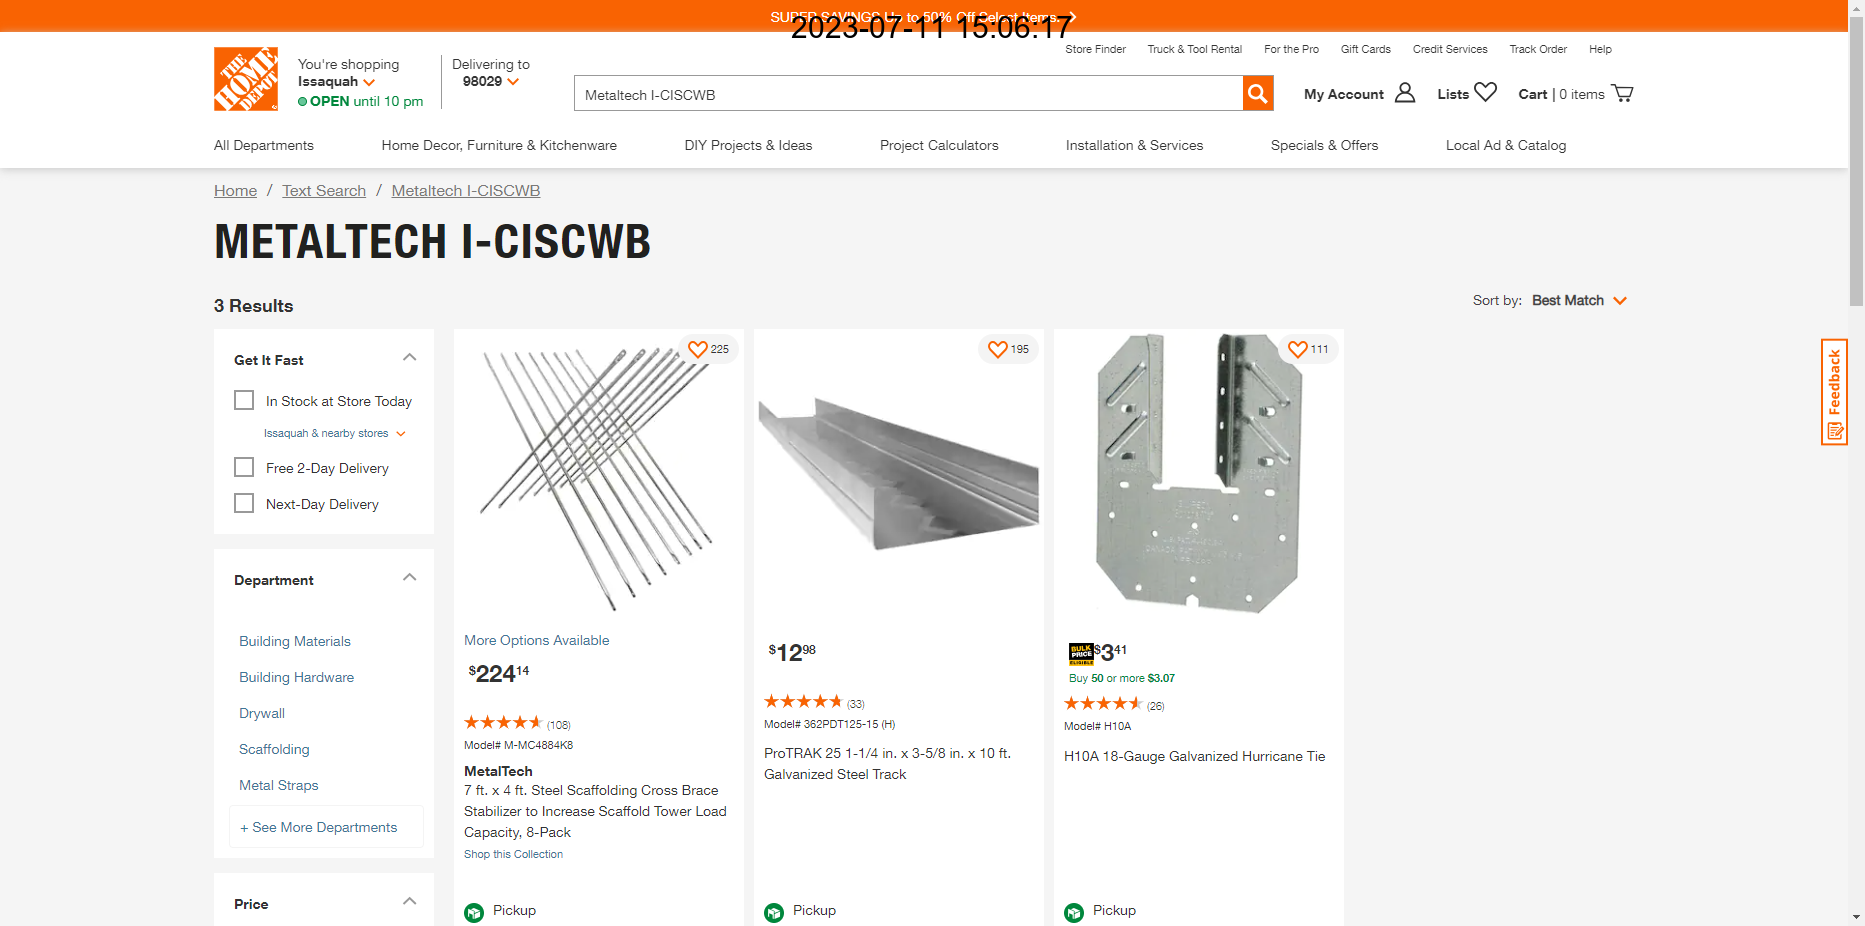 SUPER SAVINGS Up to 50% Off Select Items.
2023-07-11 15:06:17
Store Finder
Truck & Tool Rental
For the Pro
Gift Cards
Credit Services
Track Order
Help
THE HOME DEPOT
You're shopping
Issaquah
OPEN until 10 pm
Delivering to
98029
Metaltech I-CISCWB
My Account
Lists
Cart | 0 items
All Departments
Home Decor, Furniture & Kitchenware
DIY Projects & Ideas
Project Calculators
Installation & Services
Specials & Offers
Local Ad & Catalog
Home / Text Search / Metaltech I-CISCWB
METALTECH I-CISCWB
3 Results
Sort by: Best Match
Get It Fast
In Stock at Store Today
Issaquah & nearby stores
Free 2-Day Delivery
Next-Day Delivery
Department
Building Materials
Building Hardware
Drywall
Scaffolding
Metal Straps
+ See More Departments
Price
225
More Options Available
$224 14
(108)
Model# M-MC4884K8
MetalTech
7 ft. x 4 ft. Steel Scaffolding Cross Brace
Stabilizer to Increase Scaffold Tower Load
Capacity, 8-Pack
Shop this Collection
Pickup
195
$12 98
(33)
Model# 362PDT125-15 (H)
ProTRAK 25 1-1/4 in. x 3-5/8 in. x 10 ft.
Galvanized Steel Track
Pickup
111
BULK PRICE ELIGIBLE
$3 41
Buy 50 or more $3.07
(26)
Model# H10A
H10A 18-Gauge Galvanized Hurricane Tie
Pickup
Feedback